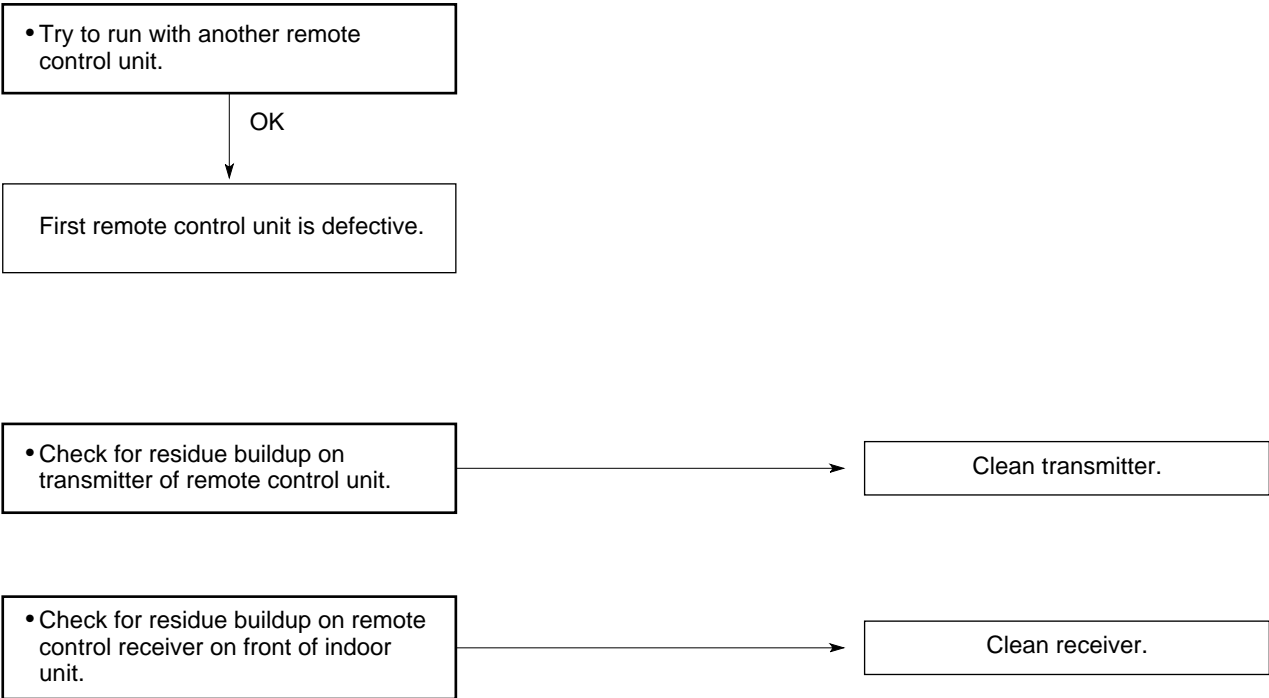 • Try to run with another remote
control unit.
OK
First remote control unit is defective.
• Check for residue buildup on
transmitter of remote control unit.
Clean transmitter.
• Check for residue buildup on remote
control receiver on front of indoor
unit.
Clean receiver.